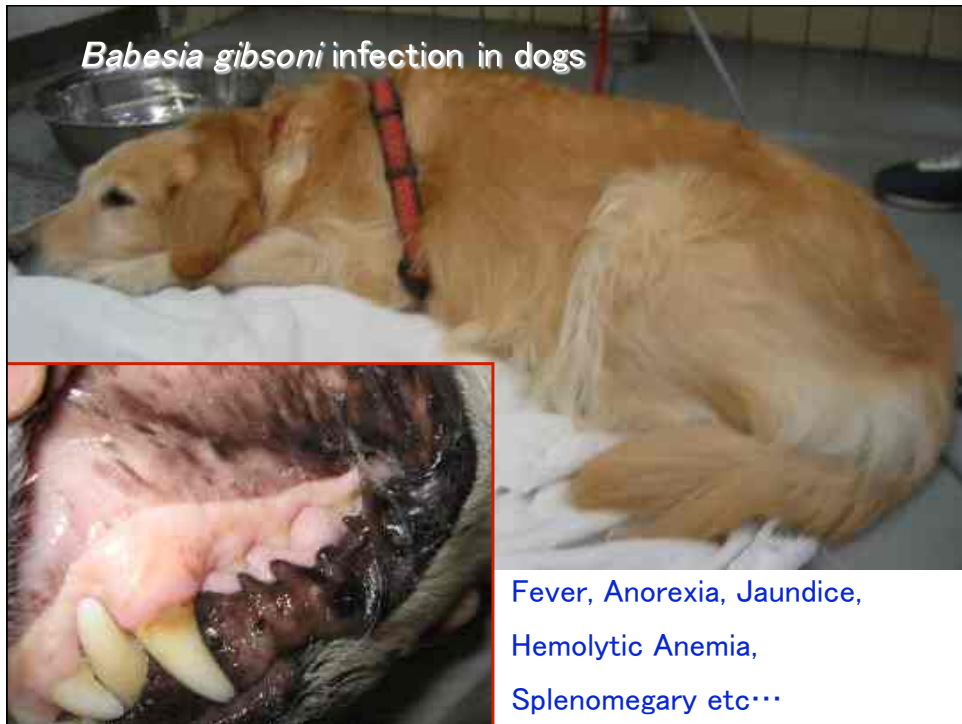 Babesia gibsoni infection in dogs
Fever, Anorexia, Jaundice,
Hemolytic Anemia,
Splenomegary etc…